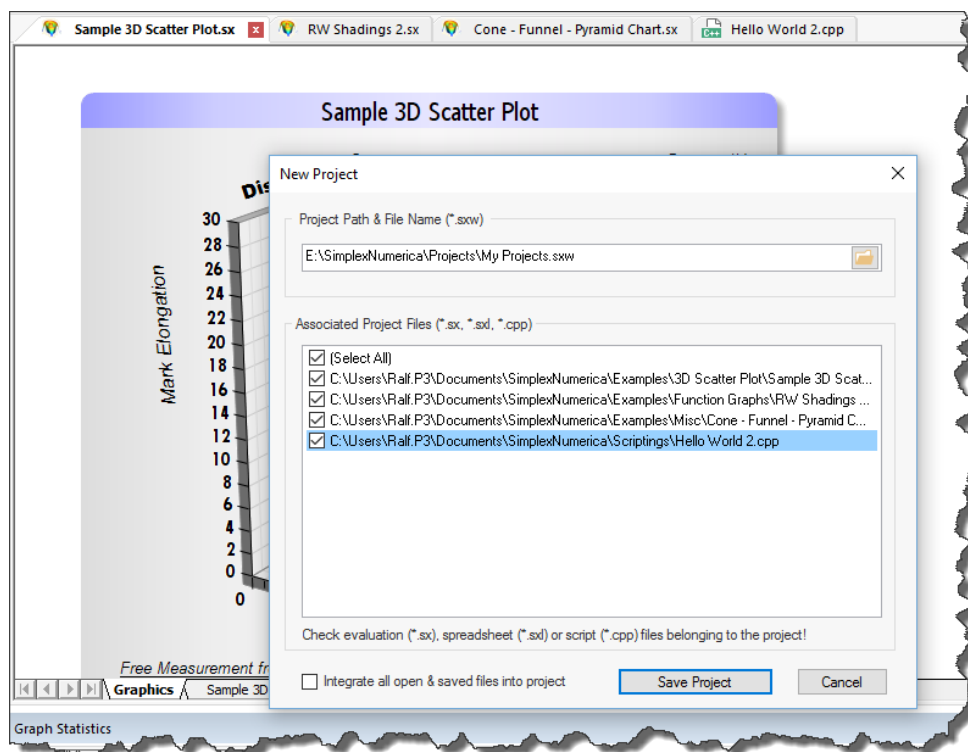 Sample 3D Scatter Plot.sx
RW Shadings 2.sx
Cone - Funnel - Pyramid Chart.sx
C++
Hello World 2.cpp
Sample 3D Scatter Plot
New Project
Project Path & File Name (*.sxw)
E:\SimplexNumerica\Projects\My Projects.sxw
Associated Project Files (*.sx, *.sxl, *.cpp)
(Select All)
C:\Users\Ralf.P3\Documents\SimplexNumerica\Examples\3D Scatter Plot\Sample 3D Scat...
C:\Users\Ralf.P3\Documents\SimplexNumerica\Examples\Function Graphs\RW Shadings ...
C:\Users\Ralf.P3\Documents\SimplexNumerica\Examples\Misc\Cone - Funnel - Pyramid C...
C:\Users\Ralf.P3\Documents\SimplexNumerica\Scriptings\Hello World 2.cpp
Check evaluation (*.sx), spreadsheet (*.sxl) or script (*.cpp) files belonging to the project!
Integrate all open & saved files into project
Save Project
Cancel
Dis
Mark Elongation
30
28
26
24
22
20
18
16
14
12
10
8
6
4
2
0
0
Free Measurement fr
Graphics
Sample 3D
Graph Statistics